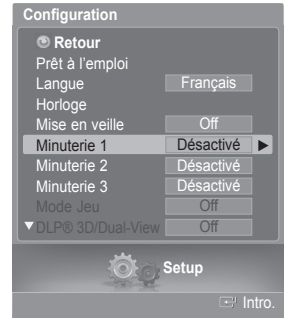 Configuration
Retour
Prêt à l'emploi
Langue Français
Horloge
Mise en veille Off
Minuterie 1 Désactivé ►
Minuterie 2 Désactivé
Minuterie 3 Désactivé
Mode Jeu Off
▼DLP® 3D/Dual-View Off
Setup
Intro.